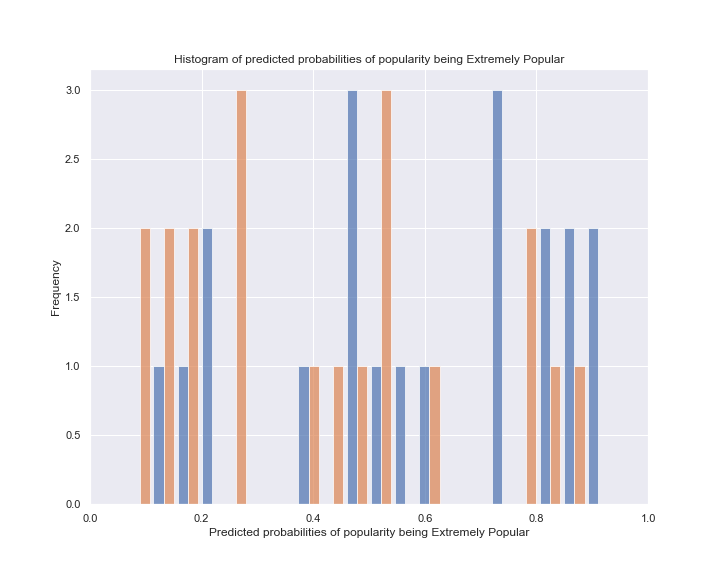 Histogram of predicted probabilities of popularity being Extremely Popular
3.0
2.5
2.0
1.5
1.0
0.5
0.0
Frequency
0.0 0.2 0.4 0.6 0.8 1.0
Predicted probabilities of popularity being Extremely Popular